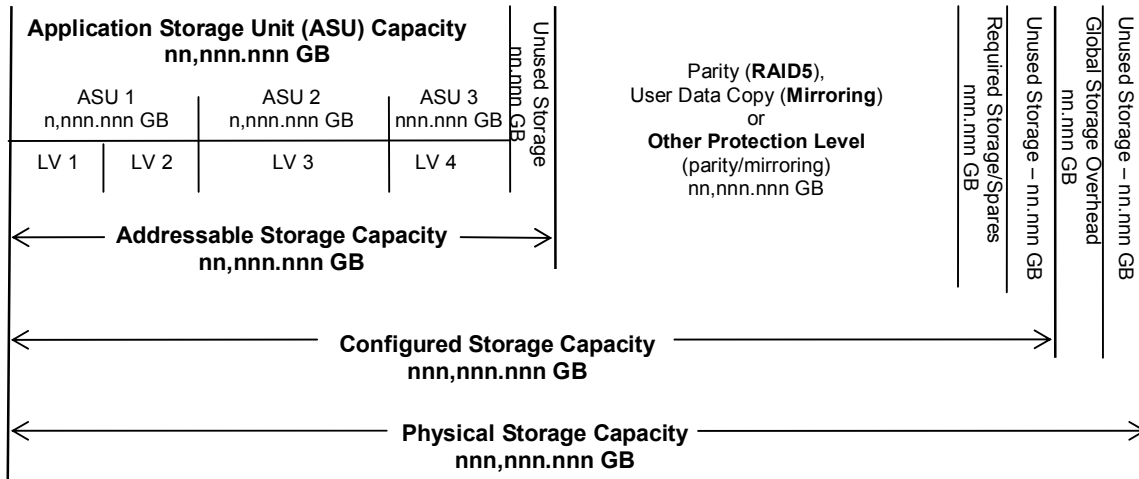 Application Storage Unit (ASU) Capacity
nn,nnn.nnn GB
ASU 1
n,nnn.nnn GB
ASU 2
n,nnn.nnn GB
ASU 3
nnn.nnn GB
LV 1
LV 2
LV 3
LV 4
Unused Storage
nn.nnn GB
Parity (RAID5),
User Data Copy (Mirroring)
or
Other Protection Level
(parity/mirroring)
nn,nnn.nnn GB
Required Storage/Spares
nnn.nnn GB
Unused Storage – nn.nnn GB
Global Storage Overhead
nn.nnn GB
Unused Storage – nn.nnn GB
Addressable Storage Capacity
nn,nnn.nnn GB
Configured Storage Capacity
nnn,nnn.nnn GB
Physical Storage Capacity
nnn,nnn.nnn GB